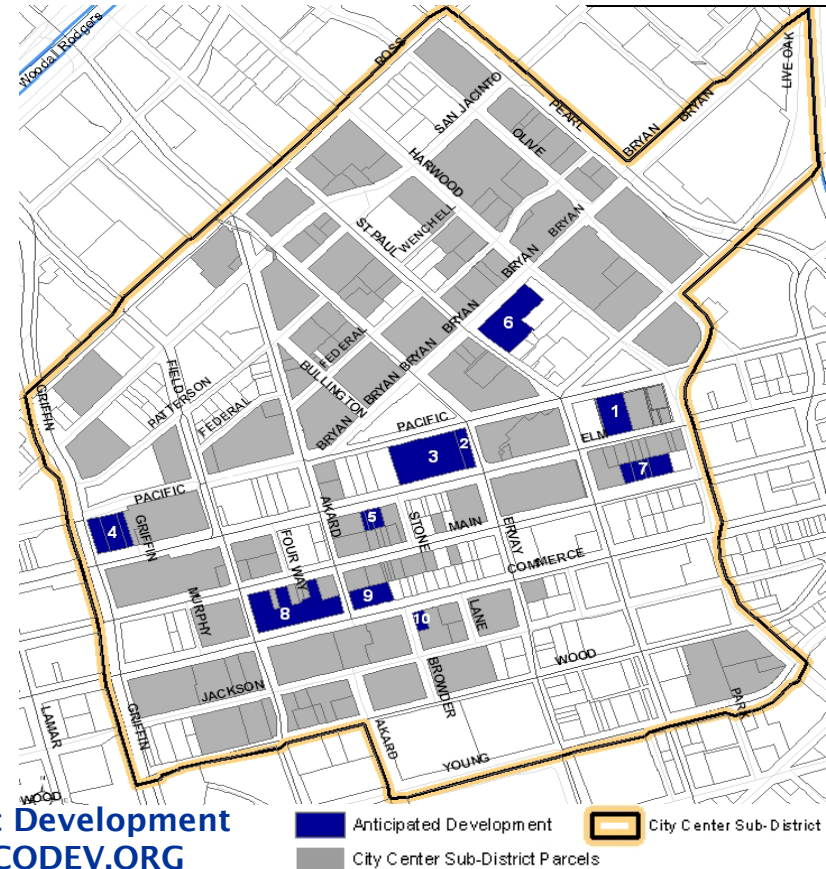 Woodall Rodgers
ROSS
LIVE OAK
SAN JACINTO
PEARL
OLIVE
BRYAN
BRYAN
HARWOOD
ST PAUL
WENCHELL
BRYAN
BRYAN
BRYAN
6
FEDERAL
BRYAN
BULLINGTON
BRYAN
FIELD
PATTERSON
FEDERAL
GRIFFIN
BRYAN
PACIFIC
1
ELM
2
3
7
PACIFIC
4
GRIFFIN
AKARD
5
STONE
MAIN
ERVAY
FOUR WAY
COMMERCE
MURPHY
8
9
10
LANE
WOOD
BROWDER
JACKSON
PARK
LAMAR
GRIFFIN
AKARD
YOUNG
WOOD
Development
CODEV.ORG
Anticipated Development
City Center Sub-District
City Center Sub-District Parcels